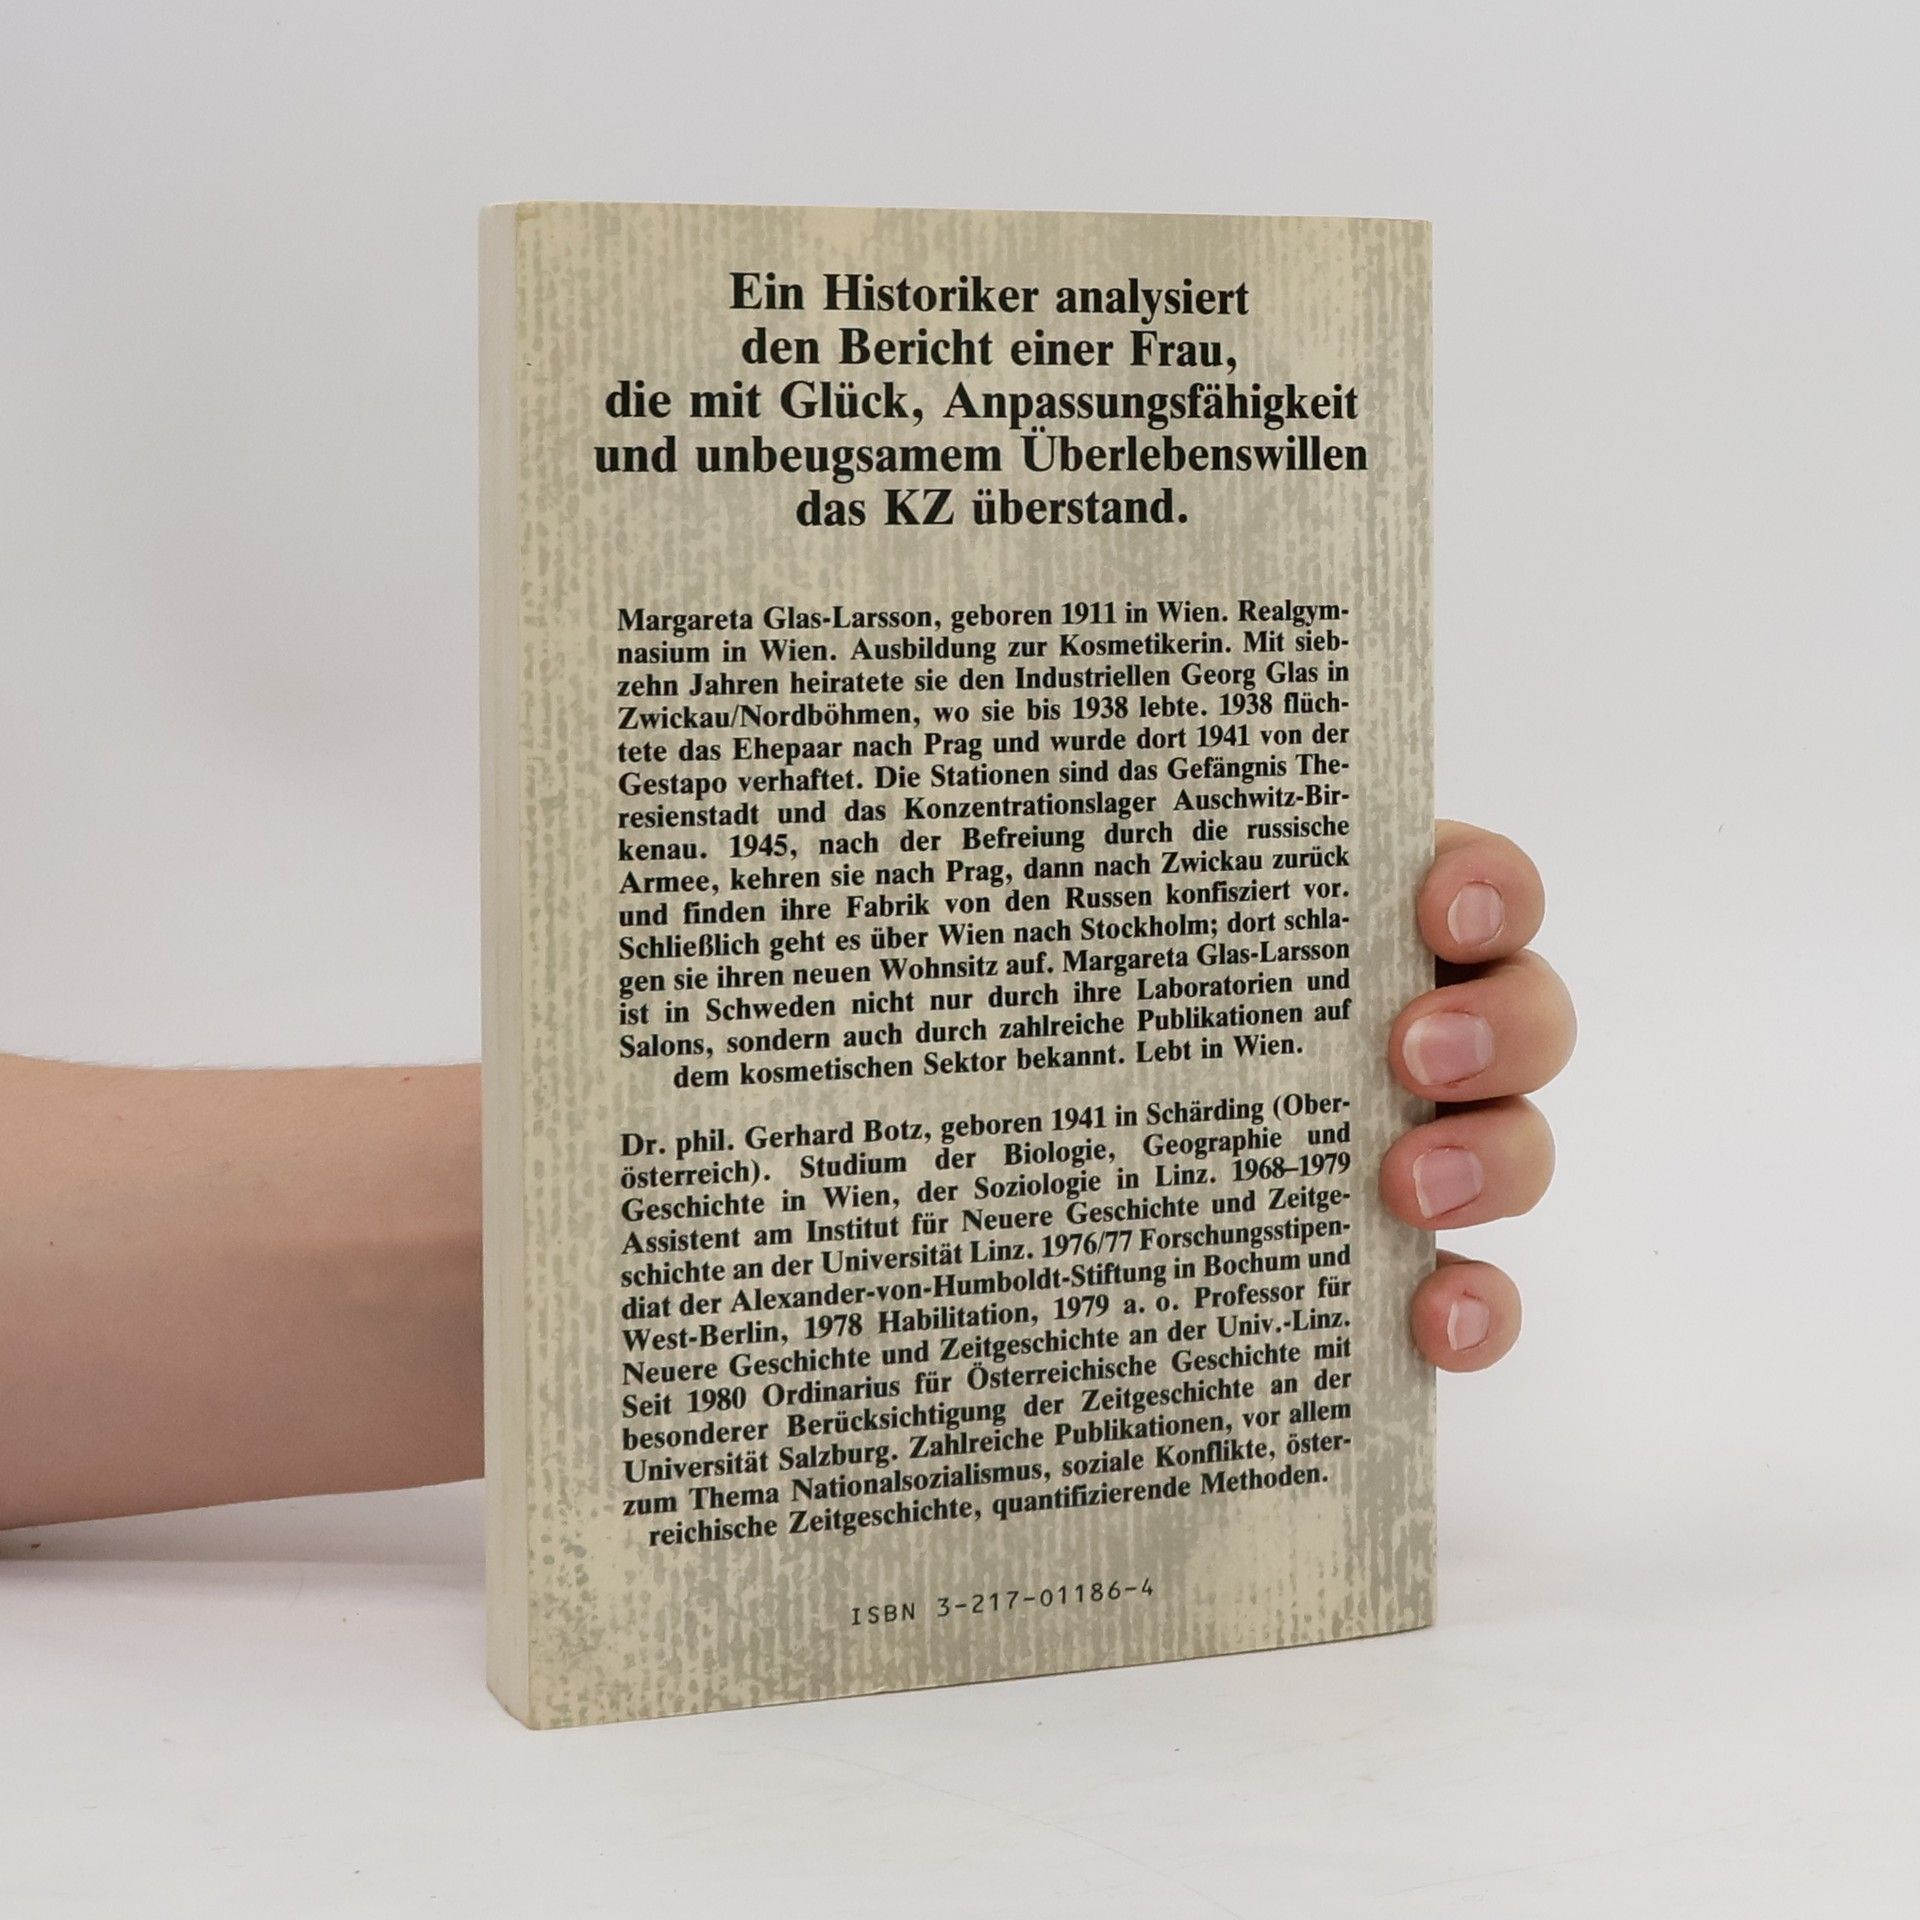 Ein Historiker analysiert
den Bericht einer Frau,
die mit Glück, Anpassungsfähigkeit
und unbeugsamem Überlebenswillen
das KZ überstand.
Margareta Glas-Larsson, geboren 1911 in Wien. Realgym-
nasium in Wien. Ausbildung zur Kosmetikerin. Mit sieb-
zehn Jahren heiratete sie den Industriellen Georg Glas in
Zwickau/Nordböhmen, wo sie bis 1938 lebte. 1938 flüch-
tete das Ehepaar nach Prag und wurde dort 1941 von der
Gestapo verhaftet. Die Stationen sind das Gefängnis The-
resienstadt und das Konzentrationslager Auschwitz-Bir-
kenau. 1945, nach der Befreiung durch die russische
Armee, kehren sie nach Prag, dann nach Zwickau zurück
und finden ihre Fabrik von den Russen konfisziert vor.
Schließlich geht es über Wien nach Stockholm; dort schla-
gen sie ihren neuen Wohnsitz auf. Margareta Glas-Larsson
ist in Schweden nicht nur durch ihre Laboratorien und
Salons, sondern auch durch zahlreiche Publikationen auf
dem kosmetischen Sektor bekannt. Lebt in Wien.
Dr. phil. Gerhard Botz, geboren 1941 in Schärding (Ober-
österreich). Studium der Biologie, Geographie und
Geschichte in Wien, der Soziologie in Linz. 1968–1979
Assistent am Institut für Neuere Geschichte und Zeitge-
schichte an der Universität Linz. 1976/77 Forschungsstipen-
diat der Alexander-von-Humboldt-Stiftung in Bochum und
West-Berlin, 1978 Habilitation, 1979 a. o. Professor für
Neuere Geschichte und Zeitgeschichte an der Univ.-Linz.
Seit 1980 Ordinarius für Österreichische Geschichte mit
besonderer Berücksichtigung der Zeitgeschichte an der
Universität Salzburg. Zahlreiche Publikationen, vor allem
zum Thema Nationalsozialismus, soziale Konflikte, öster-
reichische Zeitgeschichte, quantifizierende Methoden.
ISBN 3-217-01186-4